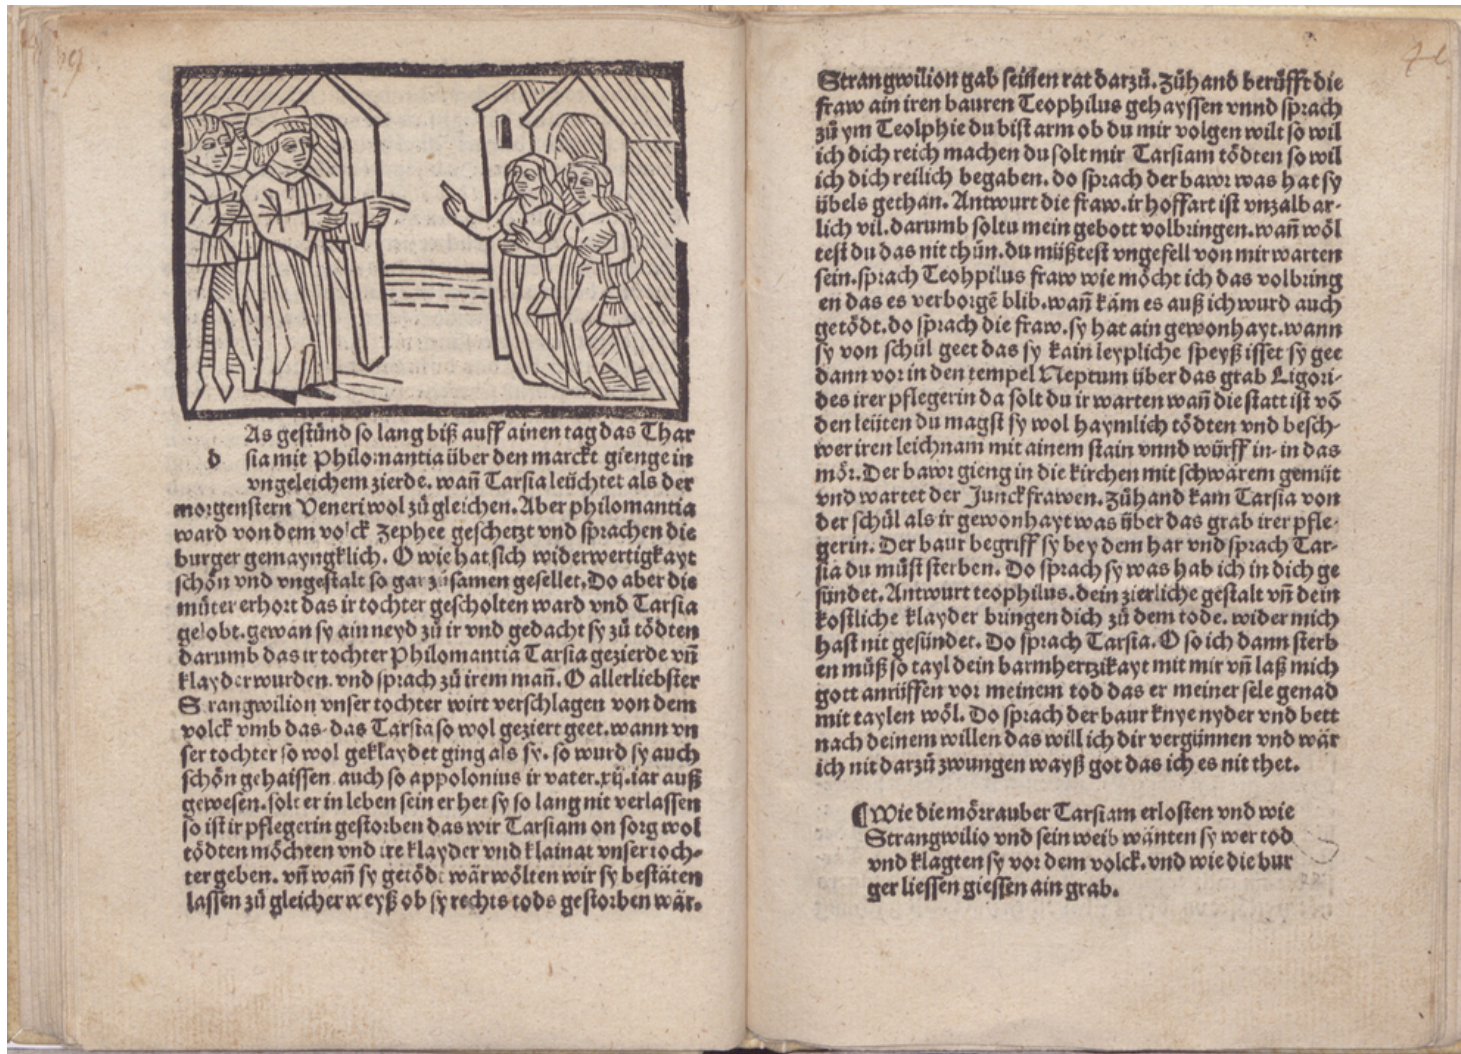 As gestůnd so lang biß auff ainen tag das Thar
d sia mit Philomantia über den marckt gienge in
vngeleichem zierde. wañ Tarsia leüchtet als der
morgenstern Veneri wol zů gleichen. Aber philomantia
ward von dem volck Zephee geschetzt vnd sprachen die
burger gemayngklich. O wie hat sich widerwertigkayt
schön vnd vngestalt so gar zůsamen gesellet. Do aber die
můter erhort das ir tochter gescholten ward vnd Tarsia
gelobt. gewan sy ain neyd zů ir vnd gedacht sy zů tödten
darumb das ir tochter Philomantia Tarsia gezierde vñ
klayder wurden. vnd sprach zů irem mañ. O allerliebster
Strangwilion vnser tochter wirt verschlagen von dem
volck vmb das. das Tarsia so wol geziert geet. wann vn
ser tochter so wol geklaydet ging als sy. so wurd sy auch
schön gehaissen. auch so appolonius ir vater. xij. iar auß
gewesen. solt er in leben sein er het sy so lang nit verlassen
so ist ir pflegerin gestorben das wir Tarsiam on sorg wol
tödten möchten vnd ire klayder vnd klainat vnser toch-
ter geben. vñ wañ sy getödt wär wölten wir sy bestäten
lassen zů gleicher weyß ob sy rechts tods gestorben wär.
Strangwilion gab seinen rat darzů. Zůhand berüfft die
fraw ain iren bauren Teophilus gehayssen vnnd sprach
zů ym Teolphie du bist arm ob du mir volgen wilt so wil
ich dich reich machen du solt mir Tarsiam tödten so wil
ich dich reilich begaben. do sprach der bawr was hat sy
übels gethan. Antwurt die fraw. ir hoffart ist vnzalbar-
lich vil. darumb soltu mein gebott volbringen. wañ wöl
test du das nit thůn. du müßtest vngefell von mir warten
sein. sprach Teohpilus fraw wie möcht ich das volbring
en das es verborgē blib. wañ käm es auß ich wurd auch
getödt. do sprach die fraw. sy hat ain gewonhayt. wann
sy von schůl geet das sy kain leypliche speyß isset sy gee
dann vor in den tempel Neptum über das grab Ligori-
des irer pflegerin da solt du ir warten wañ die statt ist vō
den leüten du magst sy wol haymlich tödten vnd besch-
wer iren leichnam mit ainem stain vnnd würff in. in das
mör. Der bawr gieng in die kirchen mit schwärem gemüt
vnd wartet der Junckfrawen. Zůhand kam Tarsia von
der schůl als ir gewonhayt was über das grab irer pfle-
gerin. Der baur begriff sy bey dem har vnd sprach Tar-
sia du můst sterben. Do sprach sy was hab ich in dich ge
sündet. Antwurt teophilus. dein zierliche gestalt vñ dein
kostliche klayder bringen dich zů dem tode. wider mich
hast nit gesündet. Do sprach Tarsia. O so ich dann sterb
en můß so tayl dein barmhertzikayt mit mir vñ laß mich
gott anrüffen vor meinem tod das er meiner sele genad
mit taylen wöl. Do sprach der baur knye nyder vnd bett
nach deinem willen das will ich dir vergünnen vnd wär
ich nit darzů zwungen wayß got das ich es nit thet.
¶ Wie die mörrauber Tarsiam erlosten vnd wie
Strangwilio vnd sein weib wänten sy wer tod
vnd klagten sy vor dem volck. vnd wie die bur
ger liessen giessen ain grab.